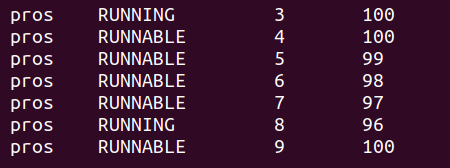 pros RUNNING 3 100
pros RUNNABLE 4 100
pros RUNNABLE 5 99
pros RUNNABLE 6 98
pros RUNNABLE 7 97
pros RUNNING 8 96
pros RUNNABLE 9 100